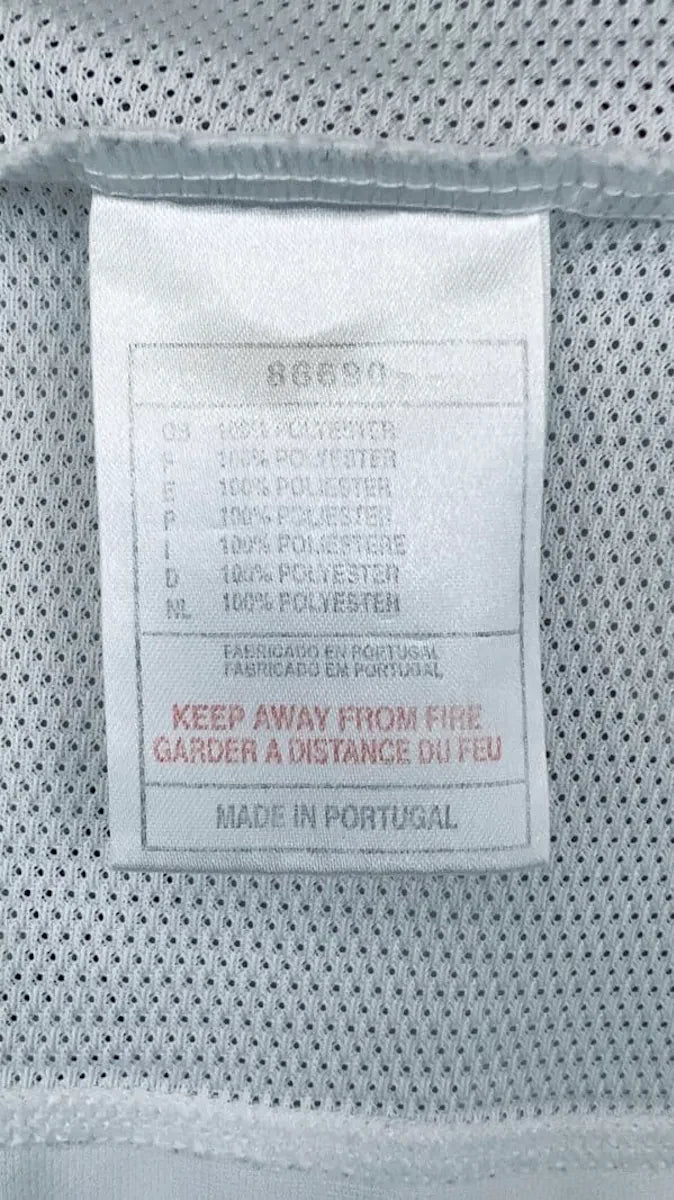 86690
GB 100% POLYESTER
F 100% POLYESTER
E 100% POLIESTER
P 100% POLIESTER
I 100% POLIESTERE
D 100% POLYESTER
NL 100% POLYESTER
FABRICADO EN PORTUGAL
FABRICADO EM PORTUGAL
KEEP AWAY FROM FIRE
GARDER A DISTANCE DU FEU
MADE IN PORTUGAL